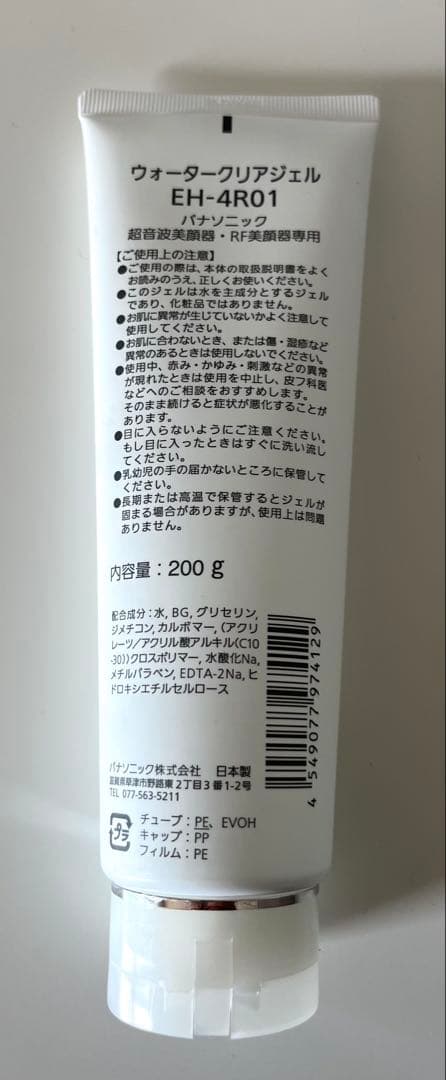 ウォータークリアジェル
EH-4R01
パナソニック
超音波美顔器・RF美顔器専用
【ご使用上の注意】
●ご使用の際は、本体の取扱説明書をよく
お読みのうえ、正しくお使いください。
●このジェルは水を主成分とするジェル
であり、化粧品ではありません。
●お肌に異常が生じていないかよく注意して
使用してください。
●お肌に合わないとき、または傷・湿疹など
異常のあるときは使用しないでください。
●使用中、赤み・かゆみ・刺激などの異常
が現れたときは使用を中止し、皮フ科医
などへのご相談をおすすめします。
そのまま続けると症状が悪化することが
あります。
●目に入らないようにご注意ください。
もし目に入ったときはすぐに洗い流し
てください。
●乳幼児の手の届かないところに保管して
ください。
●長期または高温で保管するとジェルが
固まる場合がありますが、使用上は問題
ありません。
内容量：200 g
配合成分：水, BG, グリセリン,
ジメチコン, カルボマー, (アクリ
レーツ/アクリル酸アルキル(C10
-30))クロスポリマー, 水酸化Na,
メチルパラベン, EDTA-2Na, ヒ
ドロキシエチルセルロース
4 549077 974129
パナソニック株式会社 日本製
滋賀県草津市野路東2丁目3番1-2号
TEL 077-563-5211
プラ
チューブ：PE、EVOH
キャップ：PP
フィルム：PE